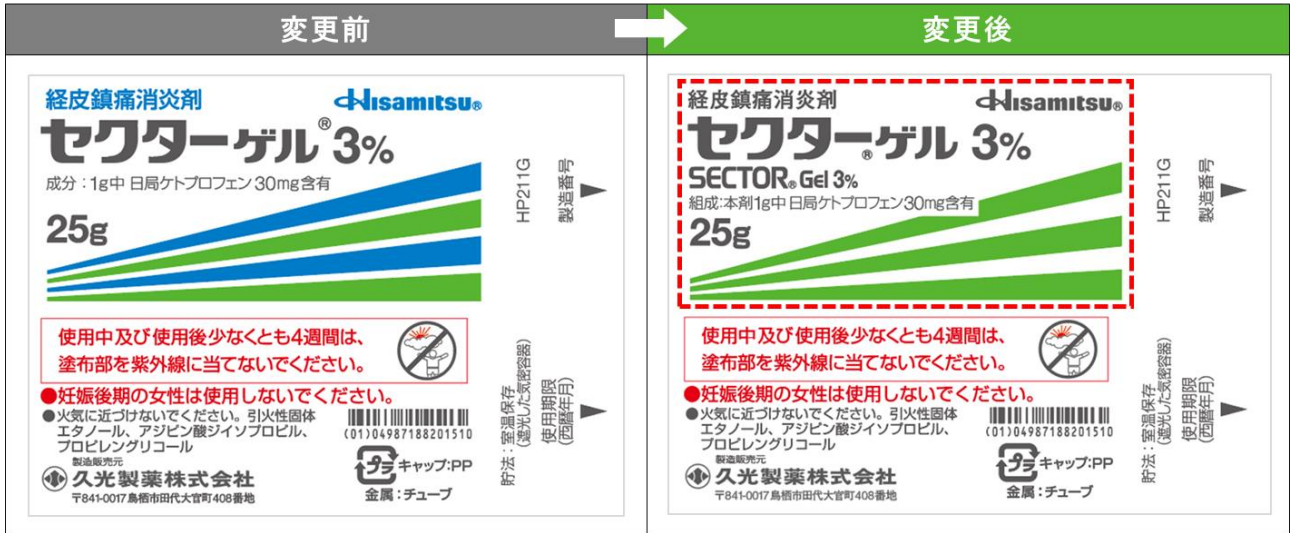 変更前
変更後
経皮鎮痛消炎剤
Hisamitsu®
セクターゲル® 3%
成分:1g中 日局ケトプロフェン 30mg含有
25g
使用中及び使用後少なくとも4週間は、
塗布部を紫外線に当てないでください。
●妊娠後期の女性は使用しないでください。
●火気に近づけないでください。引火性固体
エタノール、アジピン酸ジイソプロピル、
プロピレングリコール
(01)04987188201510
製造販売元
久光製薬株式会社
〒841-0017 鳥栖市田代大官町408番地
プラ キャップ:PP
金属:チューブ
HP211G
製造番号
貯法:室温保存
(遮光した気密容器)
使用期限
(西暦年月)
経皮鎮痛消炎剤
Hisamitsu®
セクター®ゲル 3%
SECTOR® Gel 3%
組成:本剤1g中 日局ケトプロフェン30mg含有
25g
使用中及び使用後少なくとも4週間は、
塗布部を紫外線に当てないでください。
●妊娠後期の女性は使用しないでください。
●火気に近づけないでください。引火性固体
エタノール、アジピン酸ジイソプロピル、
プロピレングリコール
(01)04987188201510
製造販売元
久光製薬株式会社
〒841-0017 鳥栖市田代大官町408番地
プラ キャップ:PP
金属:チューブ
HP211G
製造番号
貯法:室温保存
(遮光した気密容器)
使用期限
(西暦年月)